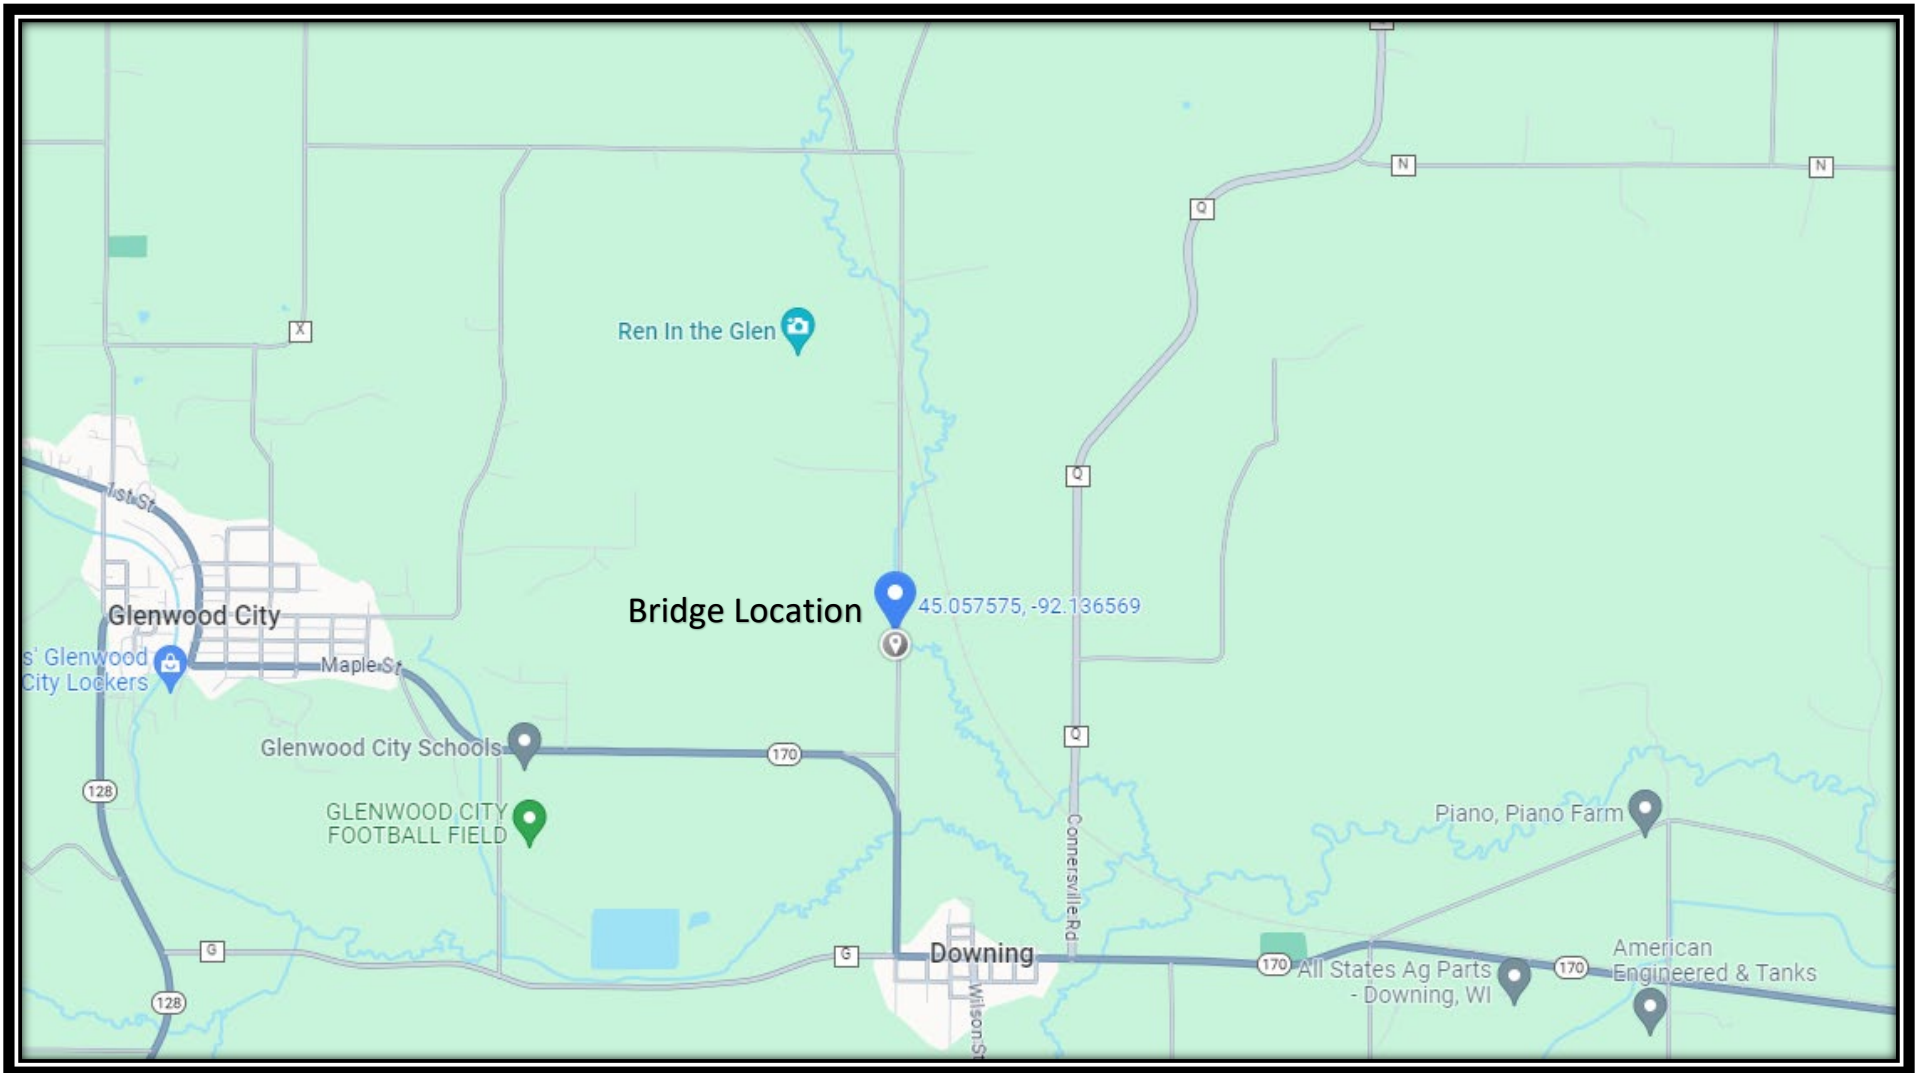 N
N
Q
Ren In the Glen
X
Q
1st St
Bridge Location
45.057575, -92.136569
Glenwood City
s' Glenwood
City Lockers
Maple St
Q
Glenwood City Schools
170
128
GLENWOOD CITY
FOOTBALL FIELD
Piano, Piano Farm
Connersville Rd
G
G
Downing
170
All States Ag Parts
- Downing, WI
170
American
Engineered & Tanks
128
Wilson St